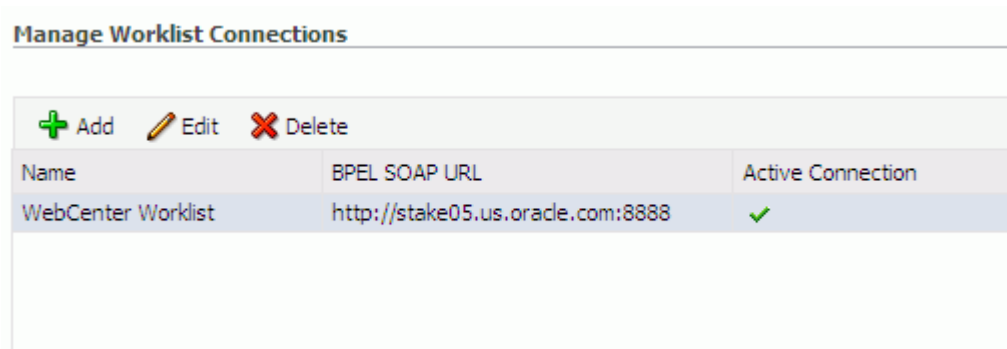 Manage Worklist Connections
Add Edit Delete
Name BPEL SOAP URL Active Connection
WebCenter Worklist http://stake05.us.oracle.com:8888